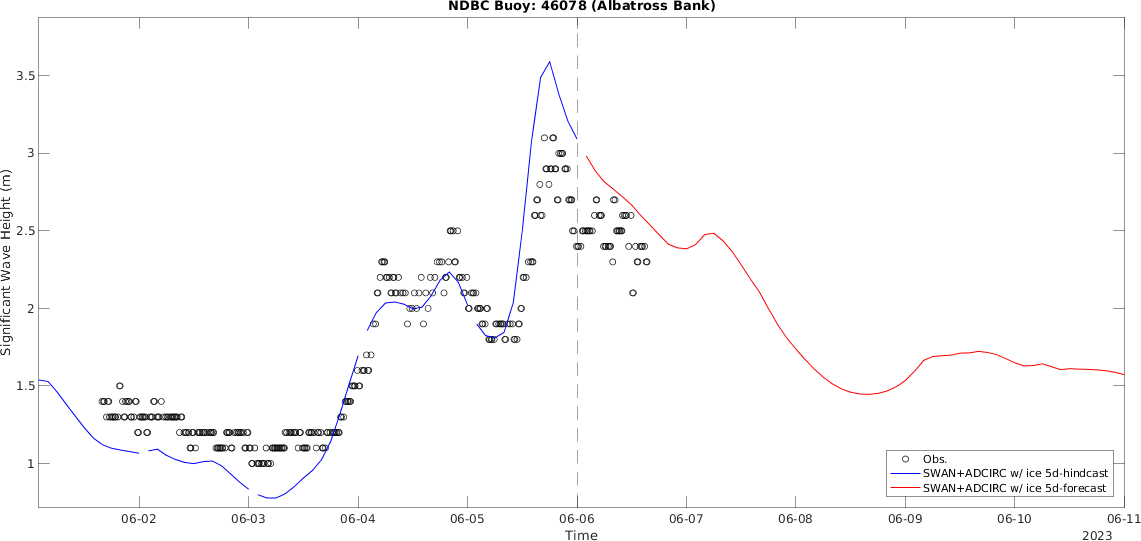 NDBC Buoy: 46078 (Albatross Bank)
Significant Wave Height (m)
3.5
3
2.5
2
1.5
1
Obs.
SWAN+ADCIRC w/ ice 5d-hindcast
SWAN+ADCIRC w/ ice 5d-forecast
06-02 06-03 06-04 06-05 06-06 06-07 06-08 06-09 06-10 06-11
Time
2023